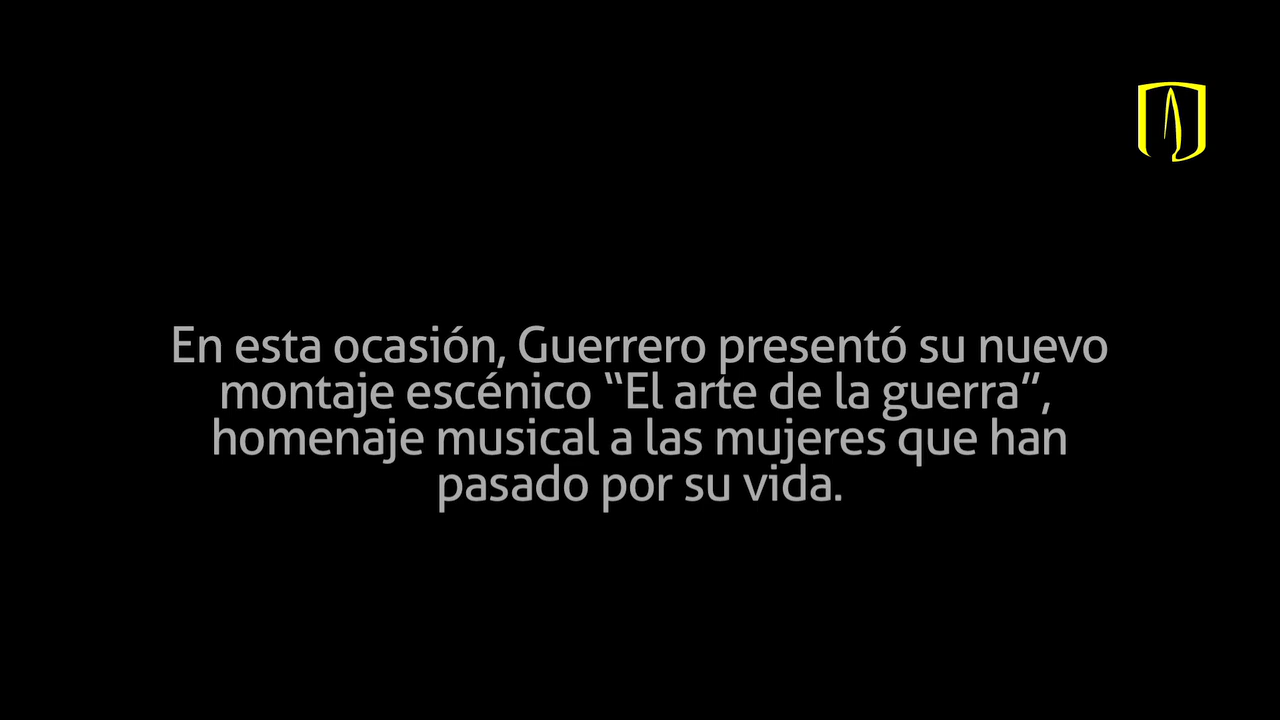 En esta ocasión, Guerrero presentó su nuevo
montaje escénico “El arte de la guerra”,
homenaje musical a las mujeres que han
pasado por su vida.